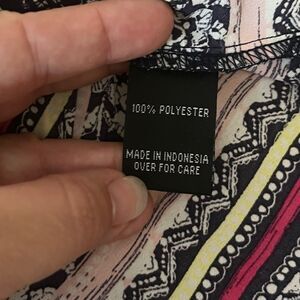 100% POLYESTER
MADE IN INDONESIA
OVER FOR CARE